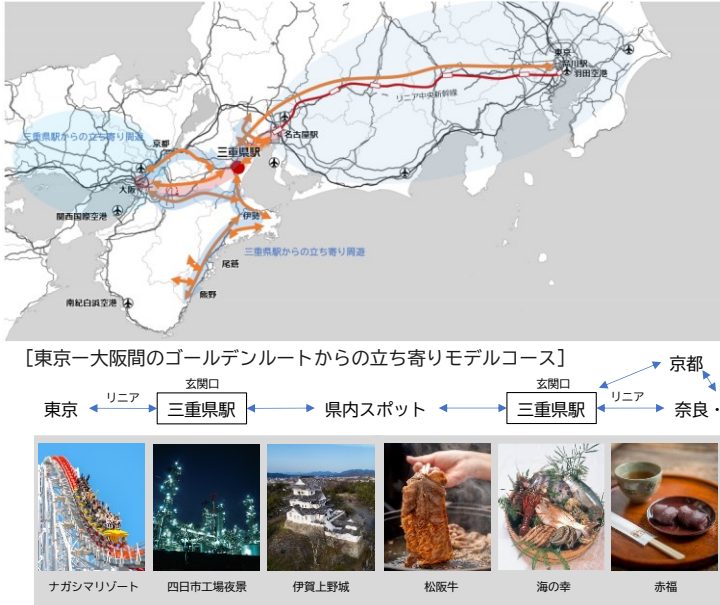 東京
品川駅
羽田空港
リニア中央新幹線
名古屋駅
三重県駅からの立ち寄り周遊
京都
三重県駅
大阪
関西国際空港
伊勢
三重県駅からの立ち寄り周遊
尾鷲
熊野
南紀白浜空港
[東京ー大阪間のゴールデンルートからの立ち寄りモデルコース]
京都
玄関口
玄関口
東京
リニア
三重県駅
県内スポット
三重県駅
リニア
奈良・
ナガシマリゾート
四日市工場夜景
伊賀上野城
松阪牛
海の幸
赤福